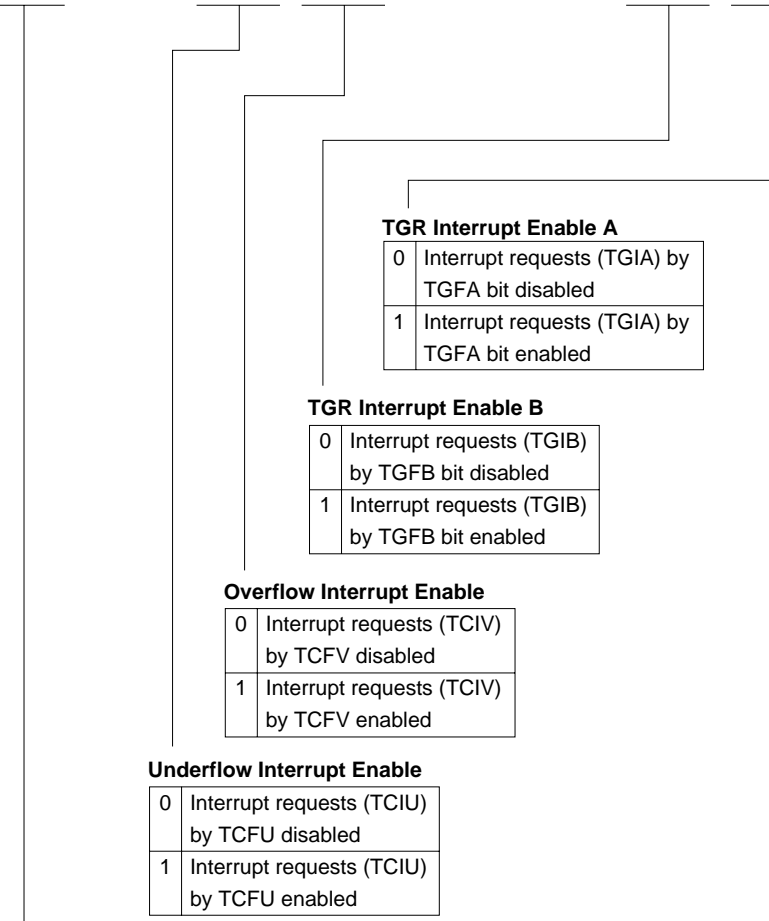 TGR Interrupt Enable A
0 Interrupt requests (TGIA) by
TGFA bit disabled
1 Interrupt requests (TGIA) by
TGFA bit enabled
TGR Interrupt Enable B
0 Interrupt requests (TGIB)
by TGFB bit disabled
1 Interrupt requests (TGIB)
by TGFB bit enabled
Overflow Interrupt Enable
0 Interrupt requests (TCIV)
by TCFV disabled
1 Interrupt requests (TCIV)
by TCFV enabled
Underflow Interrupt Enable
0 Interrupt requests (TCIU)
by TCFU disabled
1 Interrupt requests (TCIU)
by TCFU enabled